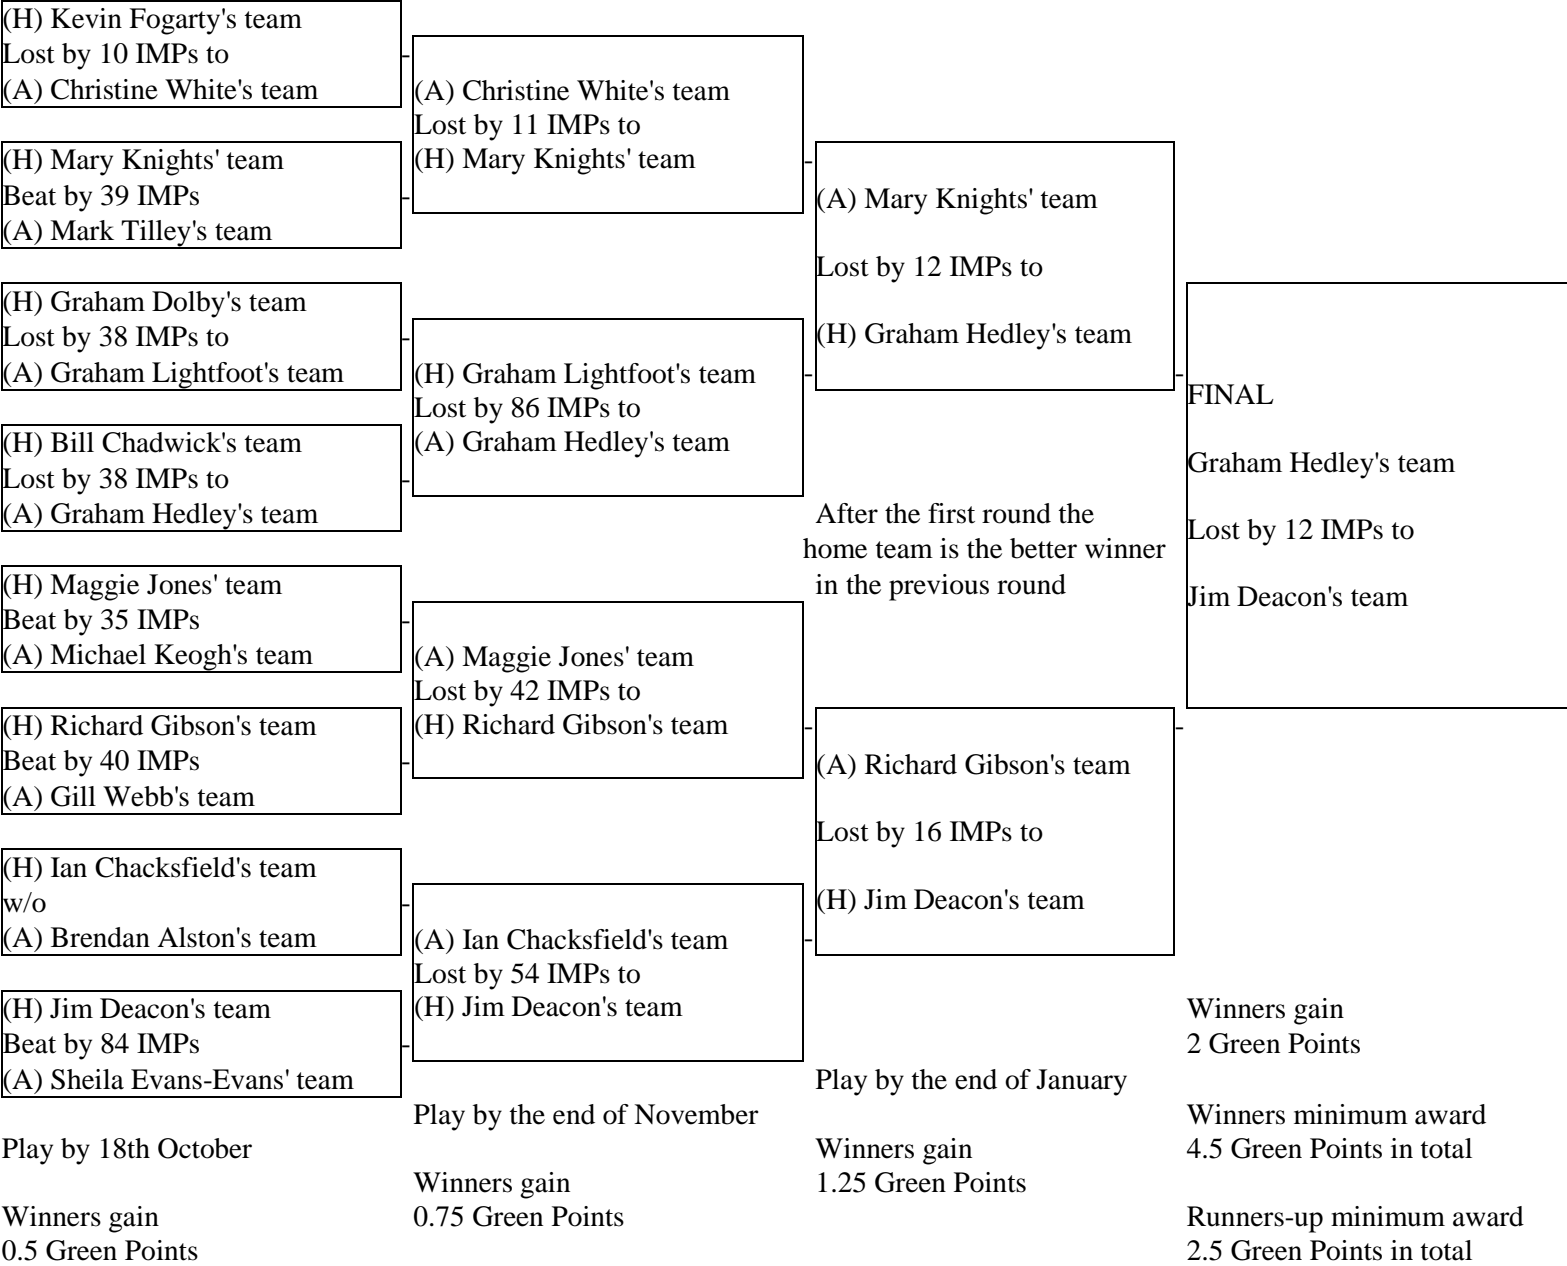 (H) Kevin Fogarty's team
Lost by 10 IMPs to
(A) Christine White's team
(H) Mary Knights' team
Beat by 39 IMPs
(A) Mark Tilley's team
(H) Graham Dolby's team
Lost by 38 IMPs to
(A) Graham Lightfoot's team
(H) Bill Chadwick's team
Lost by 38 IMPs to
(A) Graham Hedley's team
(H) Maggie Jones' team
Beat by 35 IMPs
(A) Michael Keogh's team
(H) Richard Gibson's team
Beat by 40 IMPs
(A) Gill Webb's team
(H) Ian Chacksfield's team
w/o
(A) Brendan Alston's team
(H) Jim Deacon's team
Beat by 84 IMPs
(A) Sheila Evans-Evans' team
Play by 18th October
Winners gain
0.5 Green Points
(A) Christine White's team
Lost by 11 IMPs to
(H) Mary Knights' team
(H) Graham Lightfoot's team
Lost by 86 IMPs to
(A) Graham Hedley's team
(A) Maggie Jones' team
Lost by 42 IMPs to
(H) Richard Gibson's team
(A) Ian Chacksfield's team
Lost by 54 IMPs to
(H) Jim Deacon's team
Play by the end of November
Winners gain
0.75 Green Points
(A) Mary Knights' team
Lost by 12 IMPs to
(H) Graham Hedley's team
After the first round the
home team is the better winner
in the previous round
(A) Richard Gibson's team
Lost by 16 IMPs to
(H) Jim Deacon's team
Play by the end of January
Winners gain
1.25 Green Points
FINAL
Graham Hedley's team
Lost by 12 IMPs to
Jim Deacon's team
Winners gain
2 Green Points
Winners minimum award
4.5 Green Points in total
Runners-up minimum award
2.5 Green Points in total